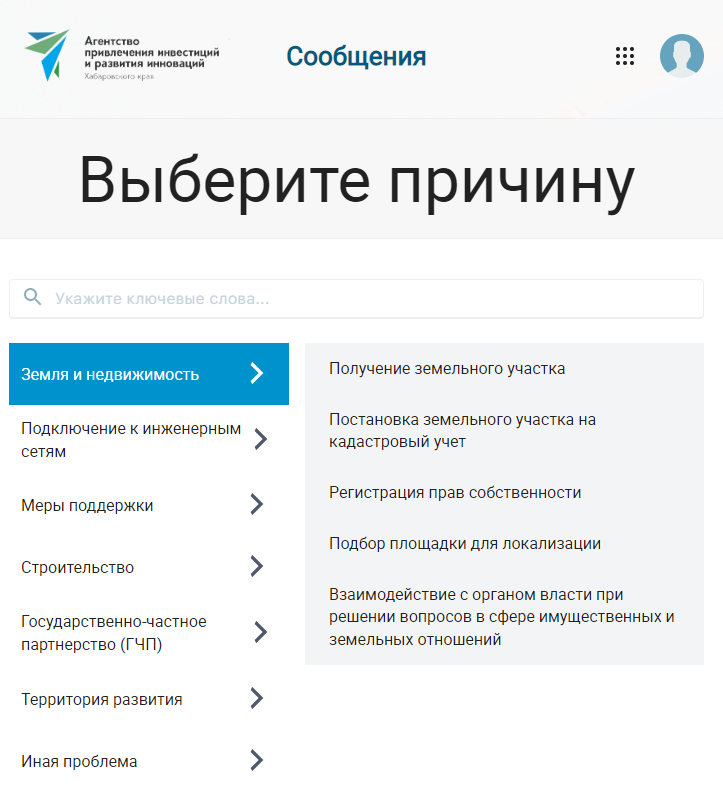 Агентство
привлечения инвестиций
и развития инноваций
Хабаровского края
Сообщения
Выберите причину
Укажите ключевые слова...
Земля и недвижимость
Подключение к инженерным
сетям
Меры поддержки
Строительство
Государственно-частное
партнерство (ГЧП)
Территория развития
Иная проблема
Получение земельного участка
Постановка земельного участка на
кадастровый учет
Регистрация прав собственности
Подбор площадки для локализации
Взаимодействие с органом власти при
решении вопросов в сфере имущественных и
земельных отношений